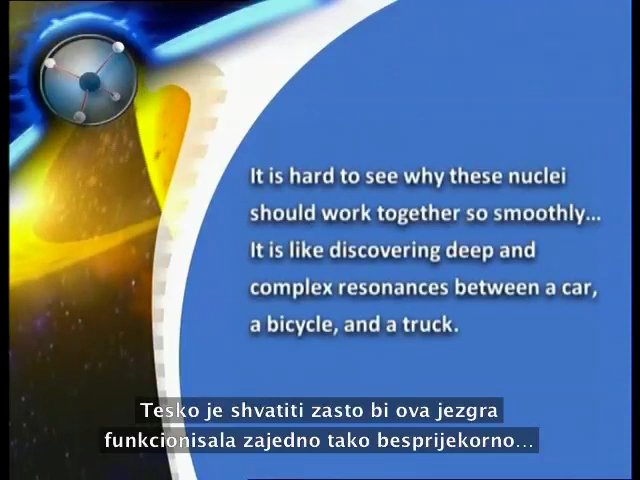 It is hard to see why these nuclei
should work together so smoothly...
It is like discovering deep and
complex resonances between a car,
a bicycle, and a truck.
Tesko je shvatiti zasto bi ova jezgra
funkcionisala zajedno tako besprijekorno...